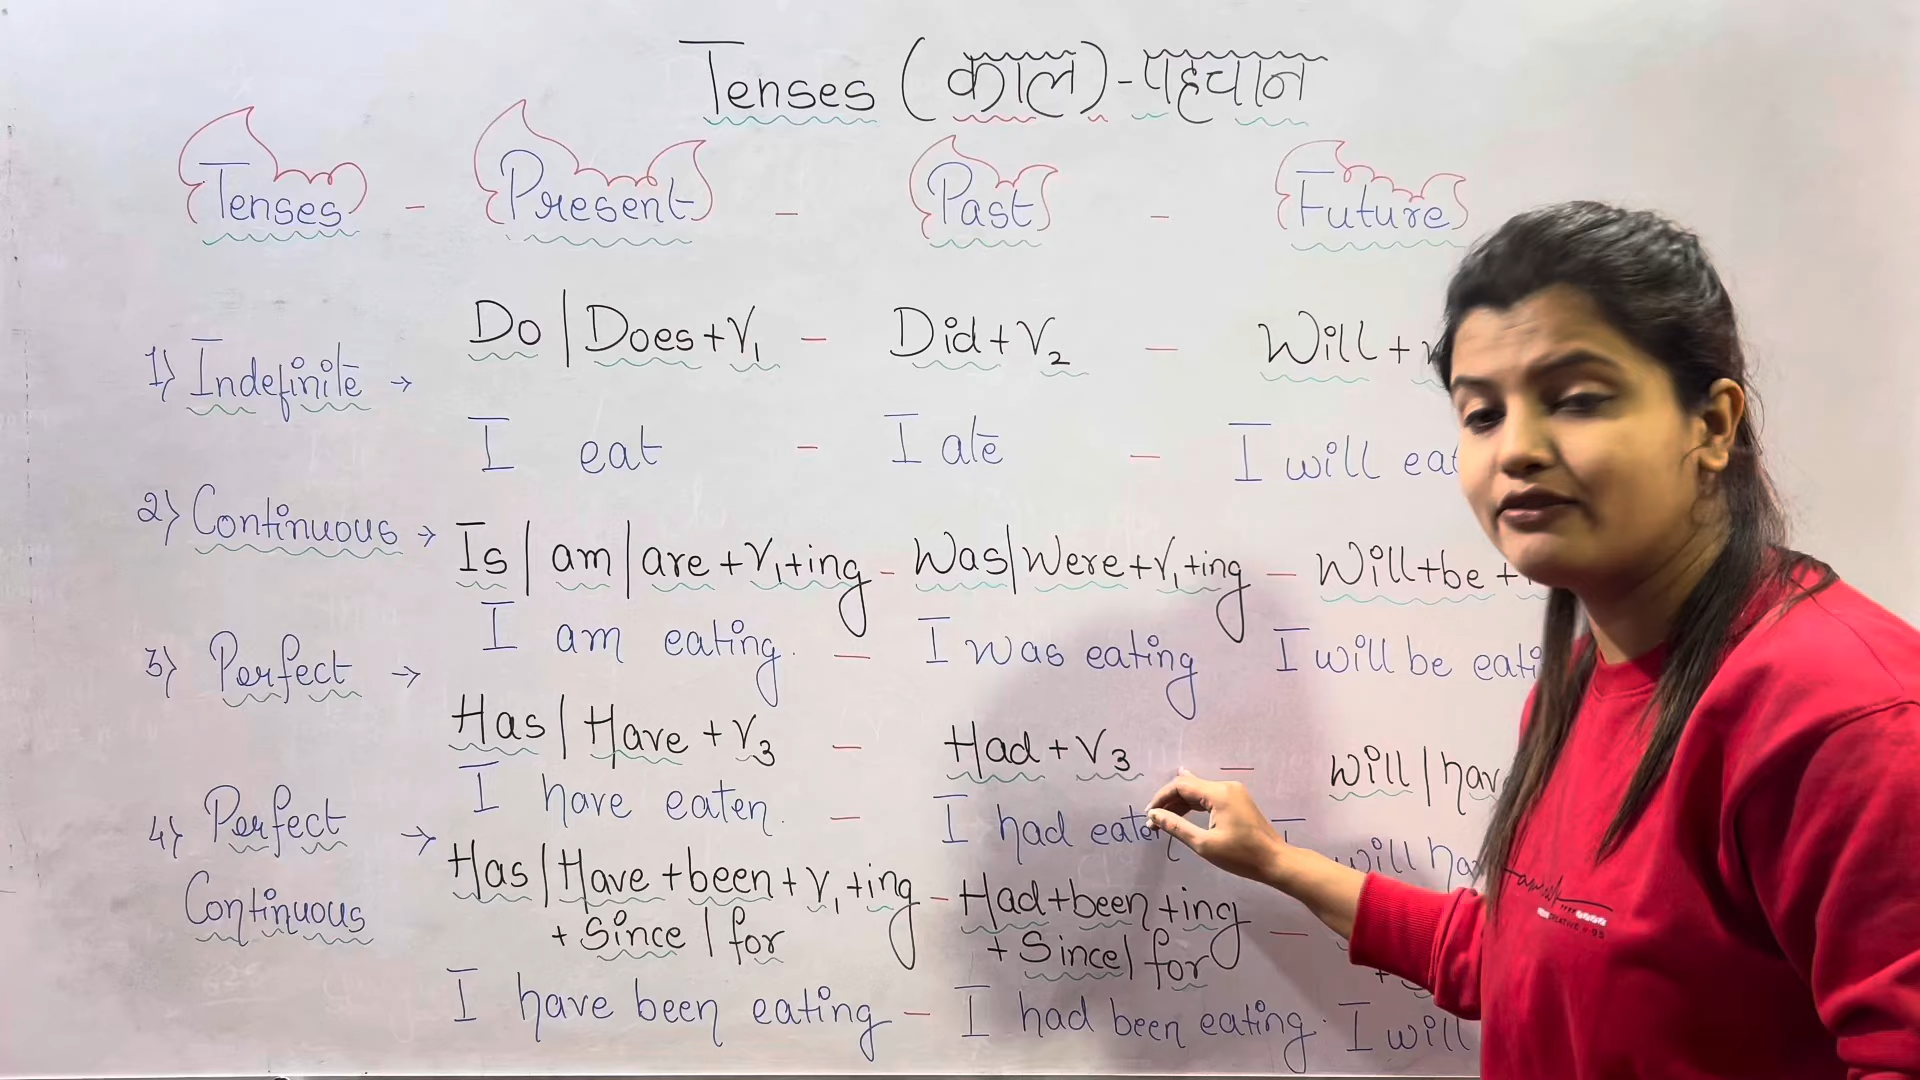 Tenses (काल)-पहचान
Tenses - Present - Past - Future
1) Indefinite → Do | Does+V1 - Did+V2 - Will +
I eat - I ate - I will eat
2) Continuous → Is | am | are +V1+ing - Was|Were+V1+ing - Will+be +
I am eating. - I was eating I will be
3) Perfect → Has | Have + V3 - Had + V3 - will |
I have eaten. - I had eaten will
4) Perfect Continuous → Has | Have +been + V1 +ing - Had+been +ing -
+ Since | for + Since| for
I have been eating - I had been eating. I will